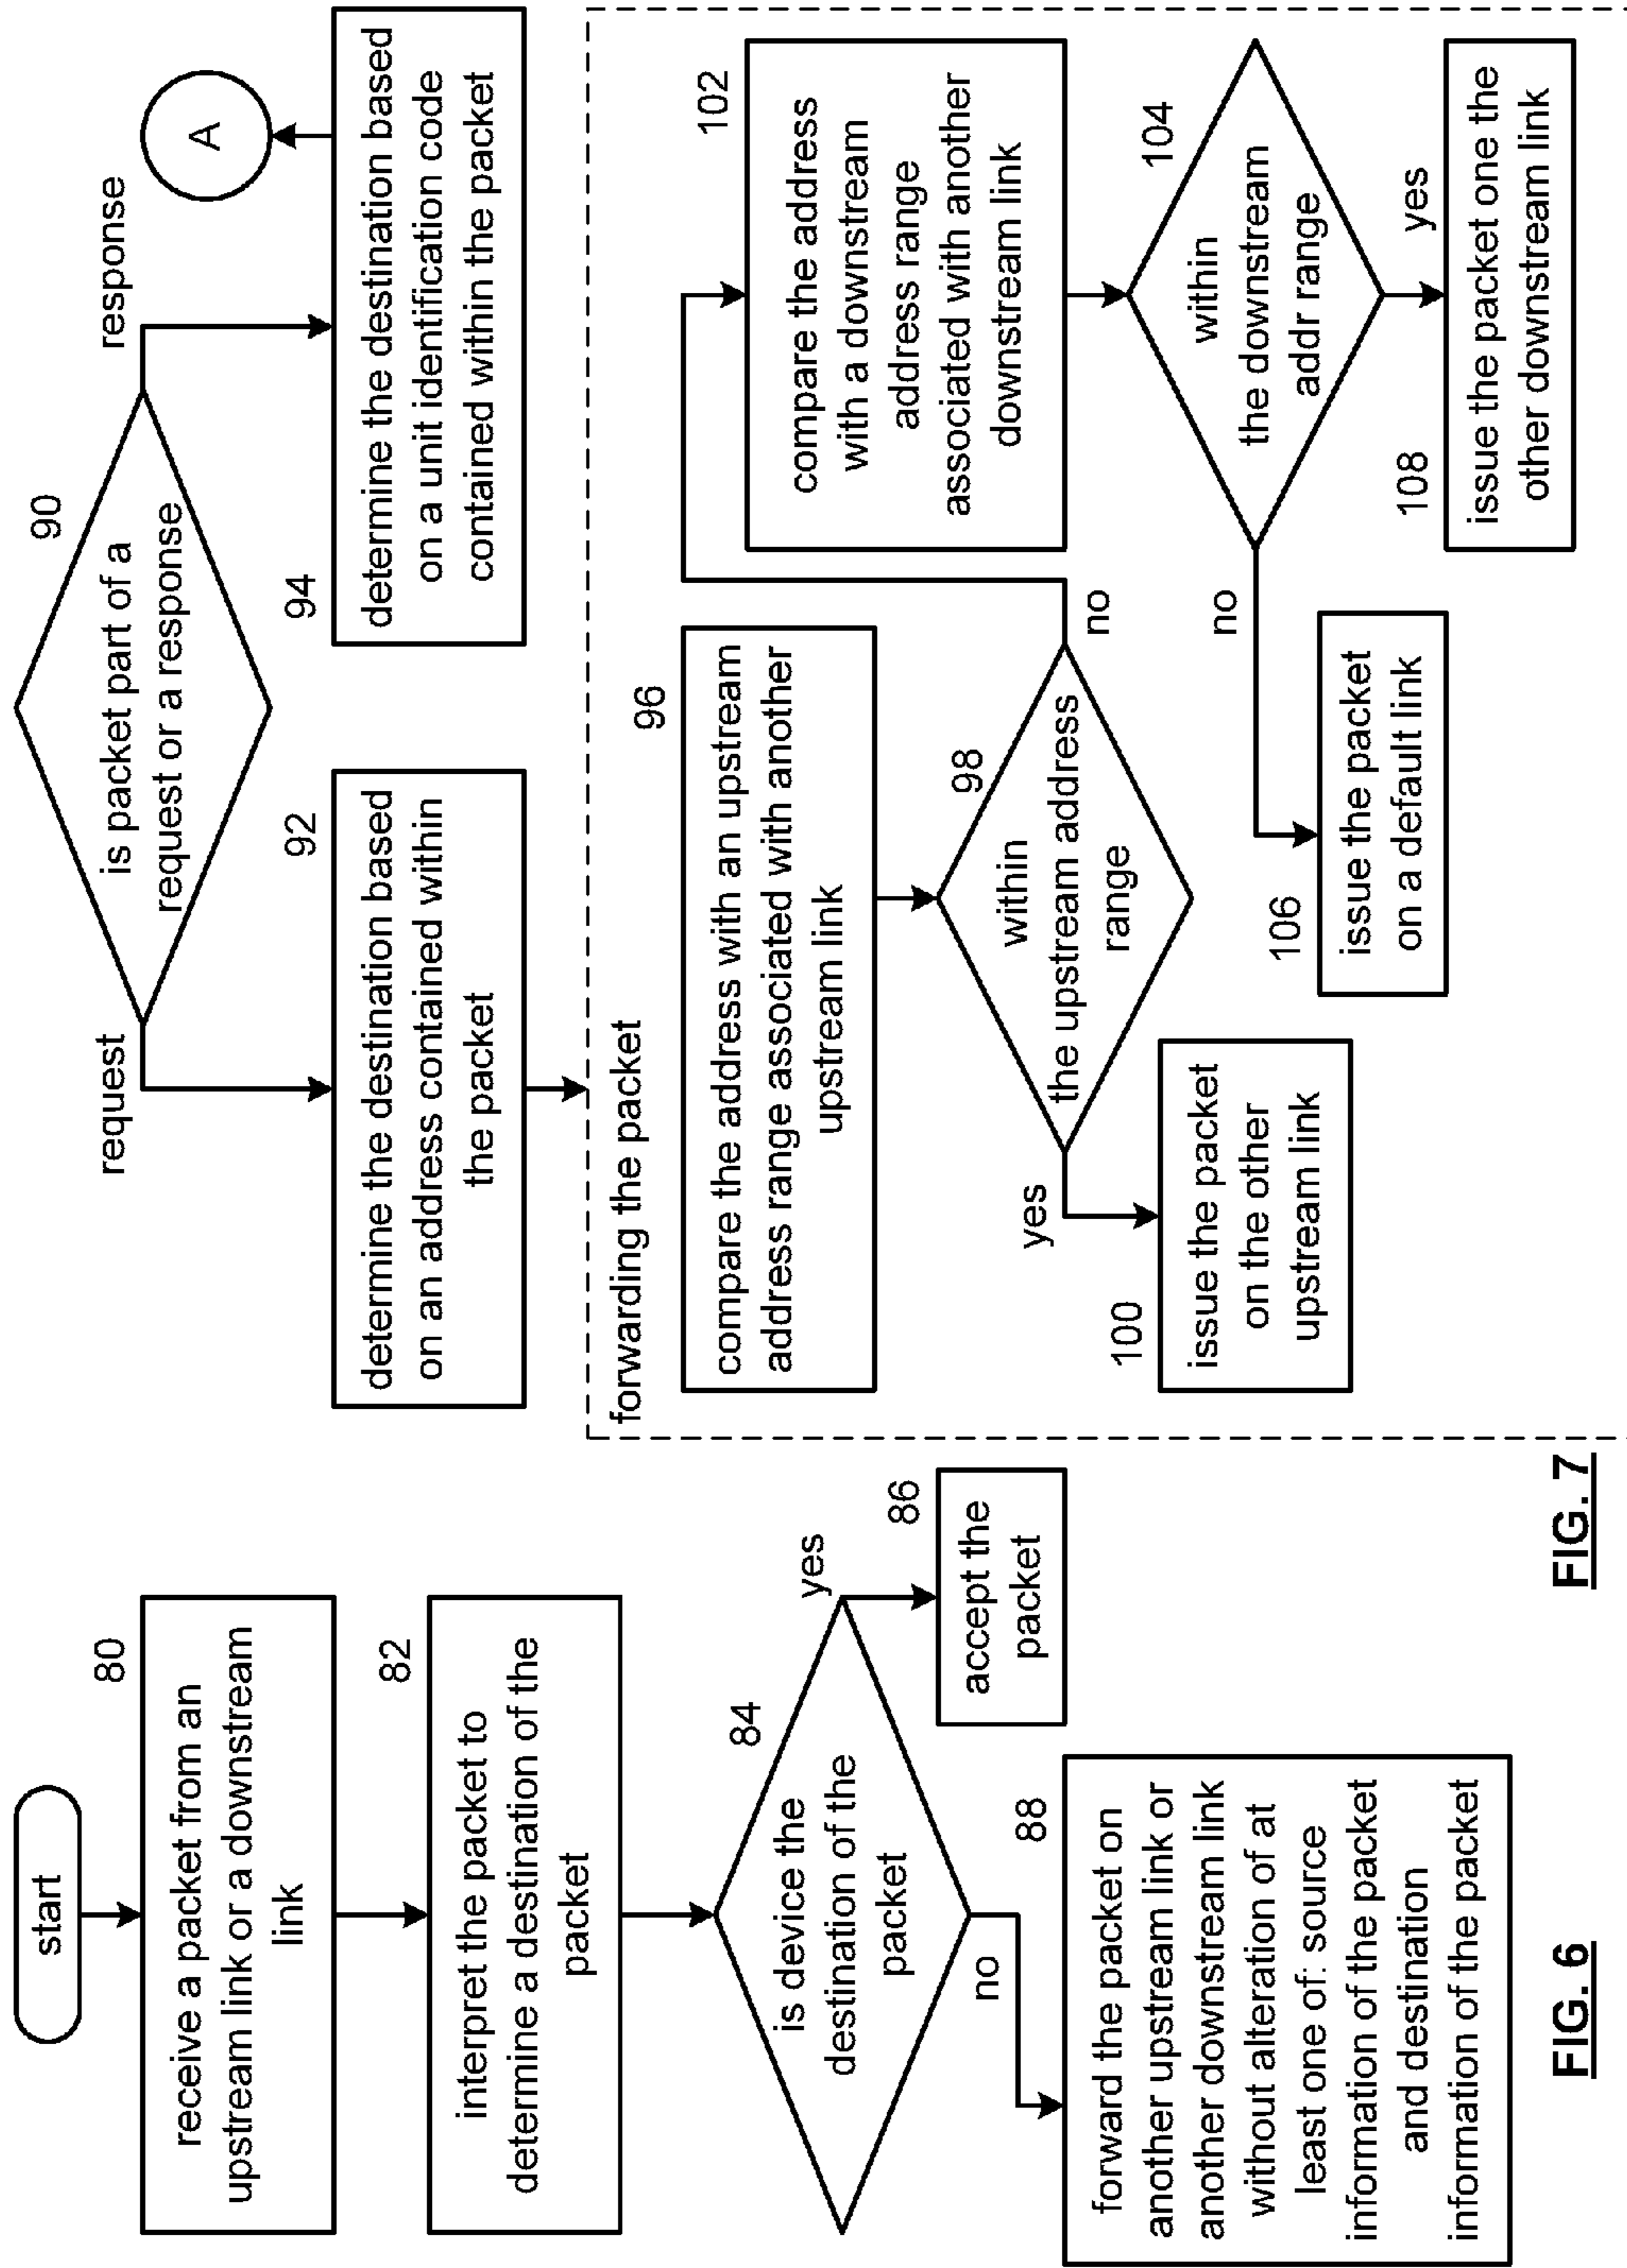 start
80
receive a packet from an
upstream link or a downstream
link
82
interpret the packet to
determine a destination of the
packet
84
is device the
destination of the
packet
yes
86
accept the
packet
no
88
forward the packet on
another upstream link or
another downstream link
without alteration of at
least one of: source
information of the packet
and destination
information of the packet
FIG. 6
90
is packet part of a
request or a response
request
response
92
determine the destination based
on an address contained within
the packet
94
determine the destination based
on a unit identification code
contained within the packet
A
forwarding the packet
96
compare the address with an upstream
address range associated with another
upstream link
98
within
the upstream address
range
yes
no
100
issue the packet
on the other
upstream link
102
compare the address
with a downstream
address range
associated with another
downstream link
104
within
the downstream
addr range
no
yes
106
issue the packet
on a default link
108
issue the packet one the
other downstream link
FIG. 7